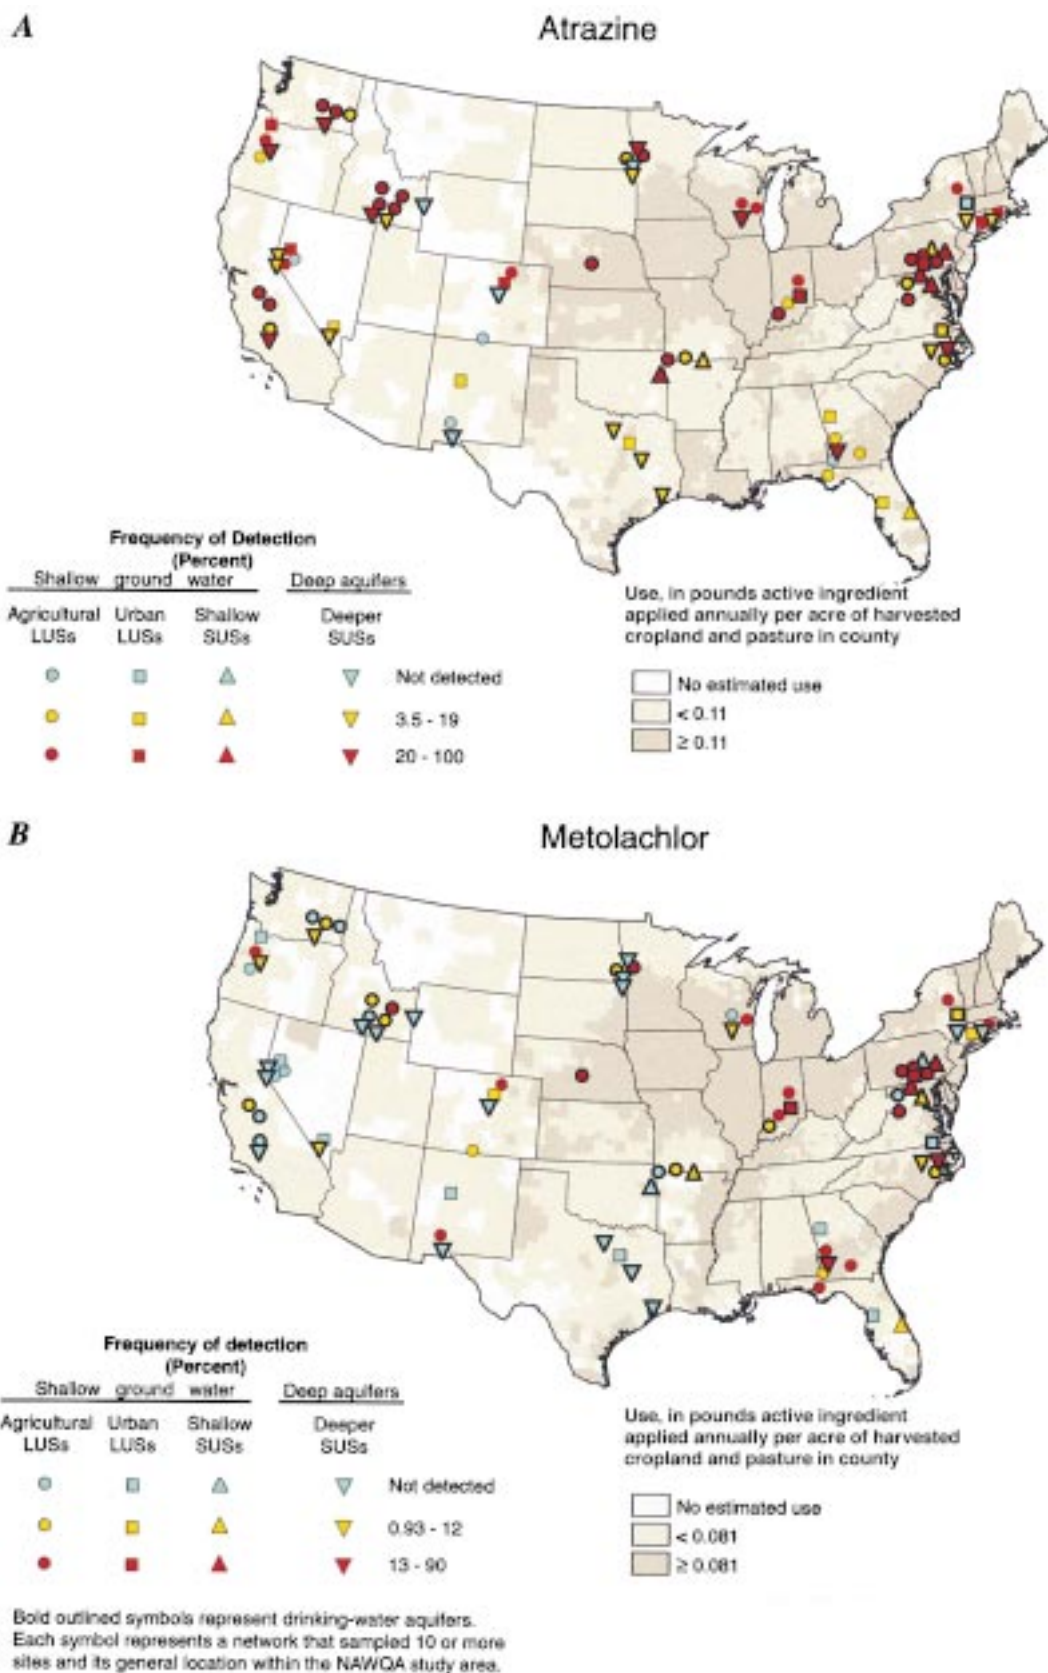 A
Atrazine
Frequency of Detection
(Percent)
Shallow ground water
Deep aquifers
Agricultural LUSs
Urban LUSs
Shallow SUSs
Deeper SUSs
Not detected
3.5 - 19
20 - 100
Use, in pounds active ingredient
applied annually per acre of harvested
cropland and pasture in county
No estimated use
< 0.11
≥ 0.11
B
Metolachlor
Frequency of detection
(Percent)
Shallow ground water
Deep aquifers
Agricultural LUSs
Urban LUSs
Shallow SUSs
Deeper SUSs
Not detected
0.93 - 12
13 - 90
Use, in pounds active ingredient
applied annually per acre of harvested
cropland and pasture in county
No estimated use
< 0.081
≥ 0.081
Bold outlined symbols represent drinking-water aquifers.
Each symbol represents a network that sampled 10 or more
sites and its general location within the NAWQA study area.